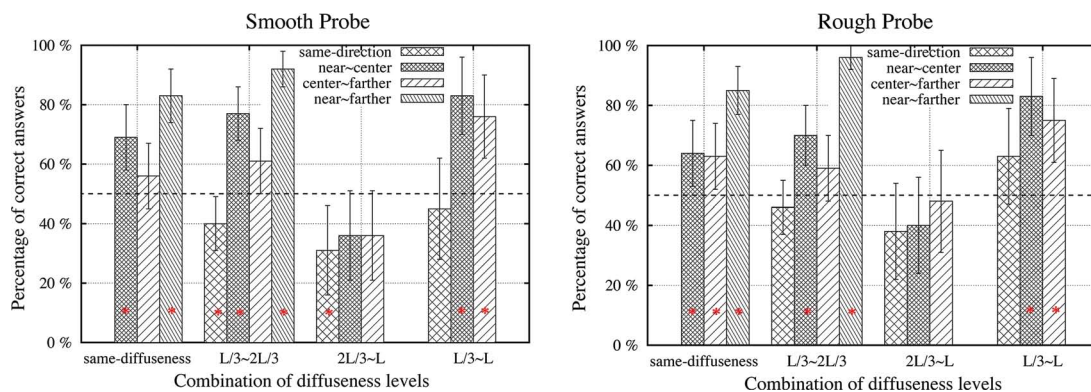 Smooth Probe
100 %
80 %
60 %
40 %
20 %
0 %
Percentage of correct answers
same-direction
near~center
center~farther
near~farther
* * * * * * * *
same-diffuseness L/3~2L/3 2L/3~L L/3~L
Combination of diffuseness levels
Rough Probe
100 %
80 %
60 %
40 %
20 %
0 %
Percentage of correct answers
same-direction
near~center
center~farther
near~farther
* * * * * * *
same-diffuseness L/3~2L/3 2L/3~L L/3~L
Combination of diffuseness levels